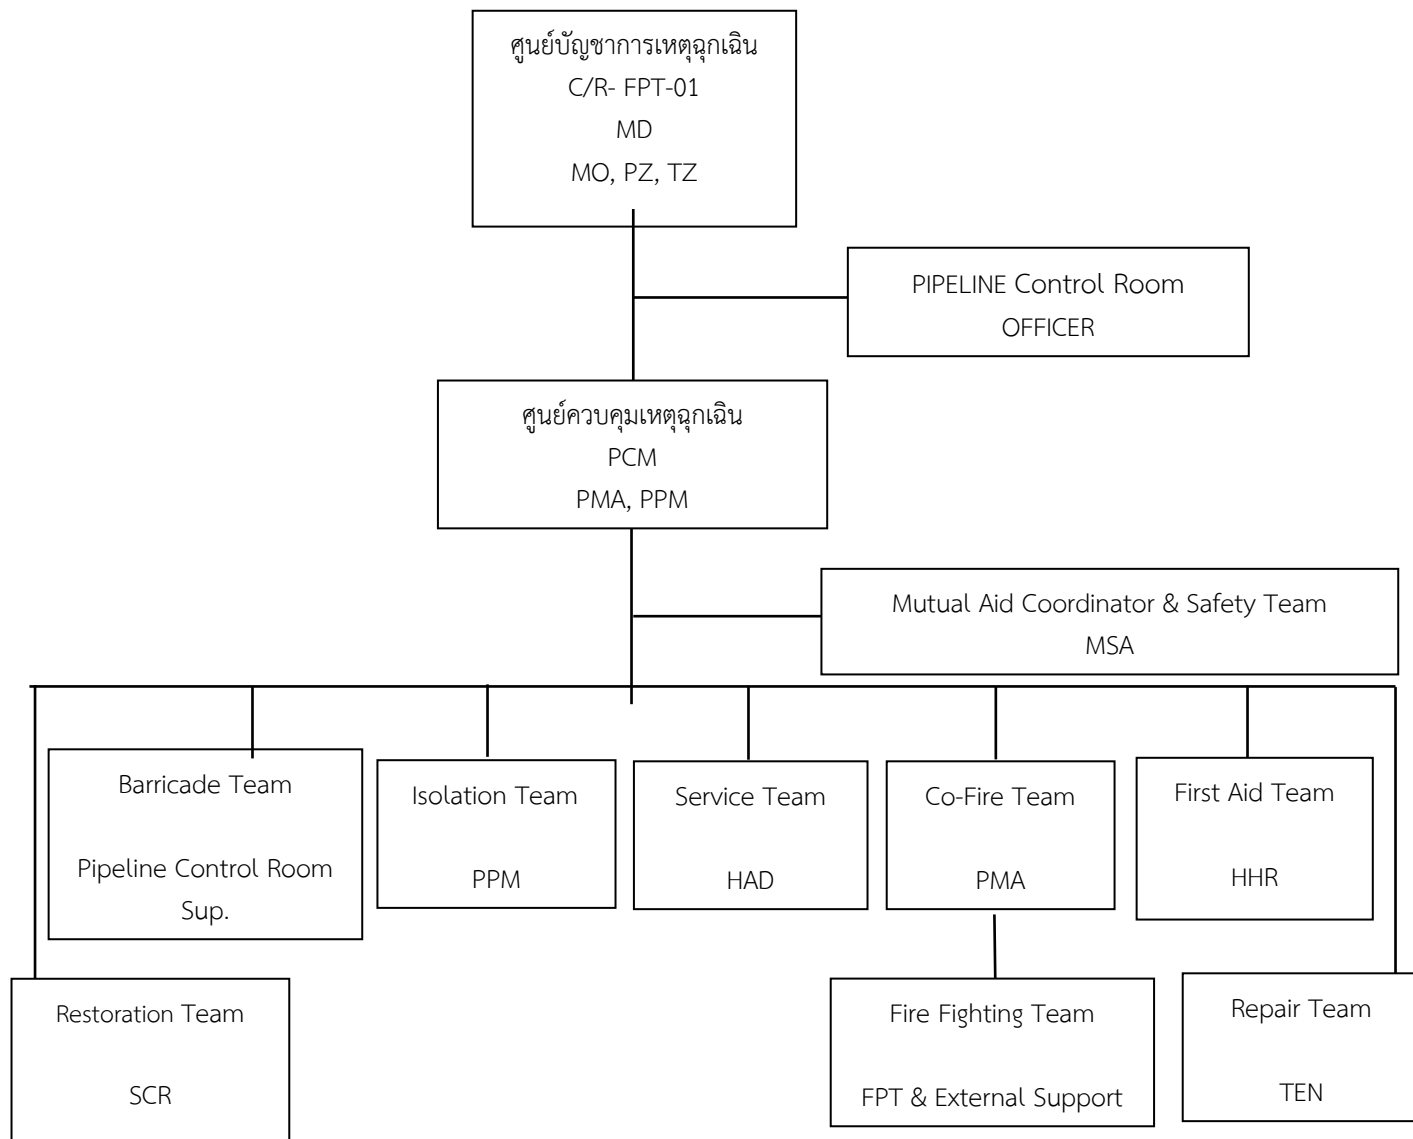 ศูนย์บัญชาการเหตุฉุกเฉิน
C/R- FPT-01
MD
MO, PZ, TZ
PIPELINE Control Room
OFFICER
ศูนย์ควบคุมเหตุฉุกเฉิน
PCM
PMA, PPM
Mutual Aid Coordinator & Safety Team
MSA
Barricade Team
Pipeline Control Room
Sup.
Isolation Team
PPM
Service Team
HAD
Co-Fire Team
PMA
First Aid Team
HHR
Restoration Team
SCR
Fire Fighting Team
FPT & External Support
Repair Team
TEN